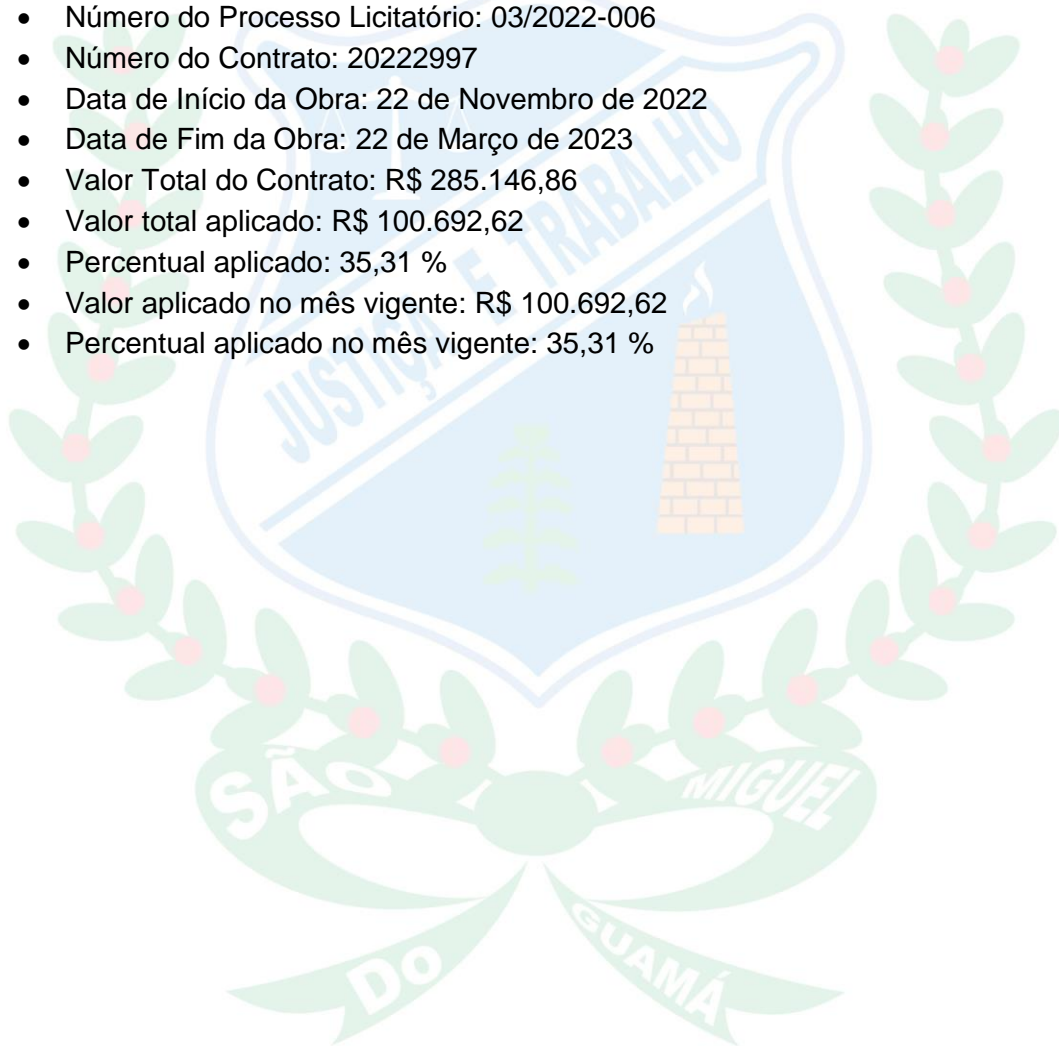 • Número do Processo Licitatório: 03/2022-006
• Número do Contrato: 20222997
• Data de Início da Obra: 22 de Novembro de 2022
• Data de Fim da Obra: 22 de Março de 2023
• Valor Total do Contrato: R$ 285.146,86
• Valor total aplicado: R$ 100.692,62
• Percentual aplicado: 35,31 %
• Valor aplicado no mês vigente: R$ 100.692,62
• Percentual aplicado no mês vigente: 35,31 %
JUSTIÇA E TRABALHO
SÃO MIGUEL
DO GUAMÁ